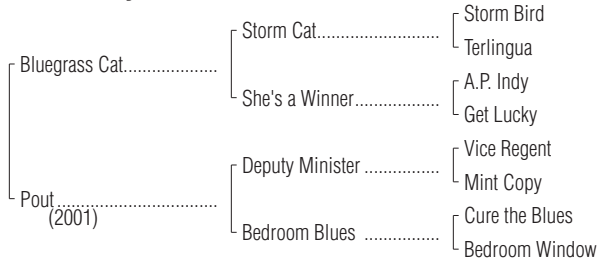 Storm Bird
Storm Cat.......................
Terlingua
Bluegrass Cat...................
A.P. Indy
She's a Winner................
Get Lucky
Vice Regent
Deputy Minister ..............
Mint Copy
Pout................................
(2001)
Cure the Blues
Bedroom Blues ..............
Bedroom Window